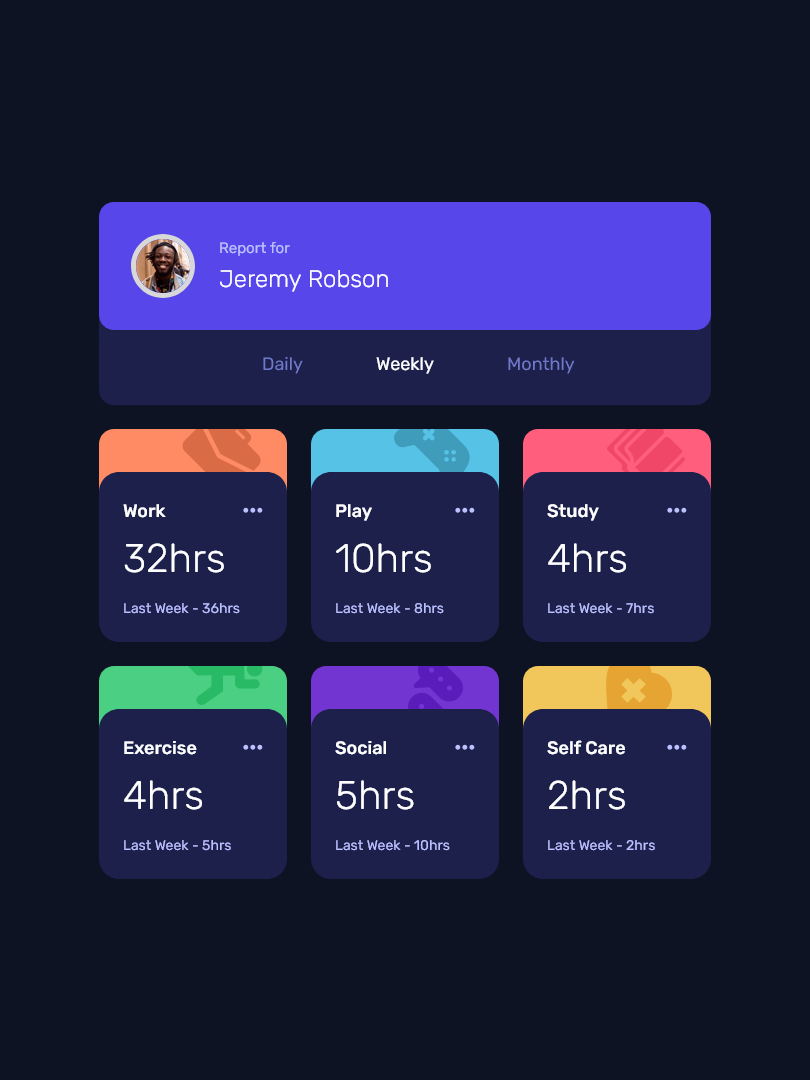 Report for
Jeremy Robson
Daily Weekly Monthly
Work
32hrs
Last Week - 36hrs
Play
10hrs
Last Week - 8hrs
Study
4hrs
Last Week - 7hrs
Exercise
4hrs
Last Week - 5hrs
Social
5hrs
Last Week - 10hrs
Self Care
2hrs
Last Week - 2hrs